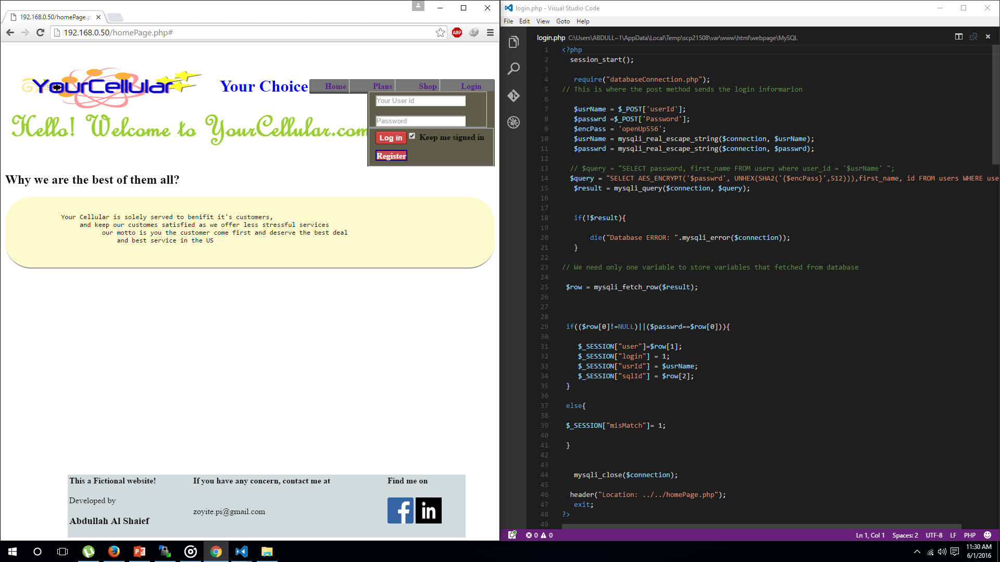 192.168.0.50/homePage.p
192.168.0.50/homePage.php#
ABP
YourCellular
Your Choice
Home
Plans
Shop
Login
Your User id
Password
Log in
Keep me signed in
Register
Hello! Welcome to YourCellular.com
Why we are the best of them all?
Your Cellular is solely served to benifit it's customers,
and keep our customes satisfied as we offer less stressful services
our motto is you the customer come first and deserve the best deal
and best service in the US
This a Fictional website!
If you have any concern, contact me at
Find me on
Developed by
zoyite.pi@gmail.com
Abdullah Al Shaief
f
in
login.php - Visual Studio Code
File Edit View Goto Help
login.php C:\Users\ABDULL~1\AppData\Local\Temp\scp21508\var\www\html\webpage\MySQL
1 <?php
2 session_start();
3
4 require("databaseConnection.php");
5 // This is where the post method sends the login informarion
6
7 $usrName = $_POST['userId'];
8 $passwrd =$_POST['Password'];
9 $encPass = 'openUp556';
10 $usrName = mysqli_real_escape_string($connection, $usrName);
11 $passwrd = mysqli_real_escape_string($connection, $passwrd);
12
13 // $query = "SELECT password, first_name FROM users where user_id = '$usrName' ";
14 $query = "SELECT AES_ENCRYPT('$passwrd', UNHEX(SHA2('{$encPass}',512))),first_name, id FROM users WHERE use
15 $result = mysqli_query($connection, $query);
16
17
18 if(!$result){
19
20 die("Database ERROR: ".mysqli_error($connection));
21 }
22
23 // We need only one variable to store variables that fetched from database
24
25 $row = mysqli_fetch_row($result);
26
27
28
29 if(($row[0]!=NULL)||($passwrd==$row[0])){
30
31 $_SESSION["user"]=$row[1];
32 $_SESSION["login"] = 1;
33 $_SESSION["usrId"] = $usrName;
34 $_SESSION["sqlId"] = $row[2];
35 }
36
37 else{
38
39 $_SESSION["misMatch"]= 1;
40
41 }
42
43
44 mysqli_close($connection);
45
46 header("Location: ../../homePage.php");
47 exit;
48 ?>
49
0 0
Ln 1, Col 1 Spaces: 2 UTF-8 LF PHP
11:30 AM
6/1/2016